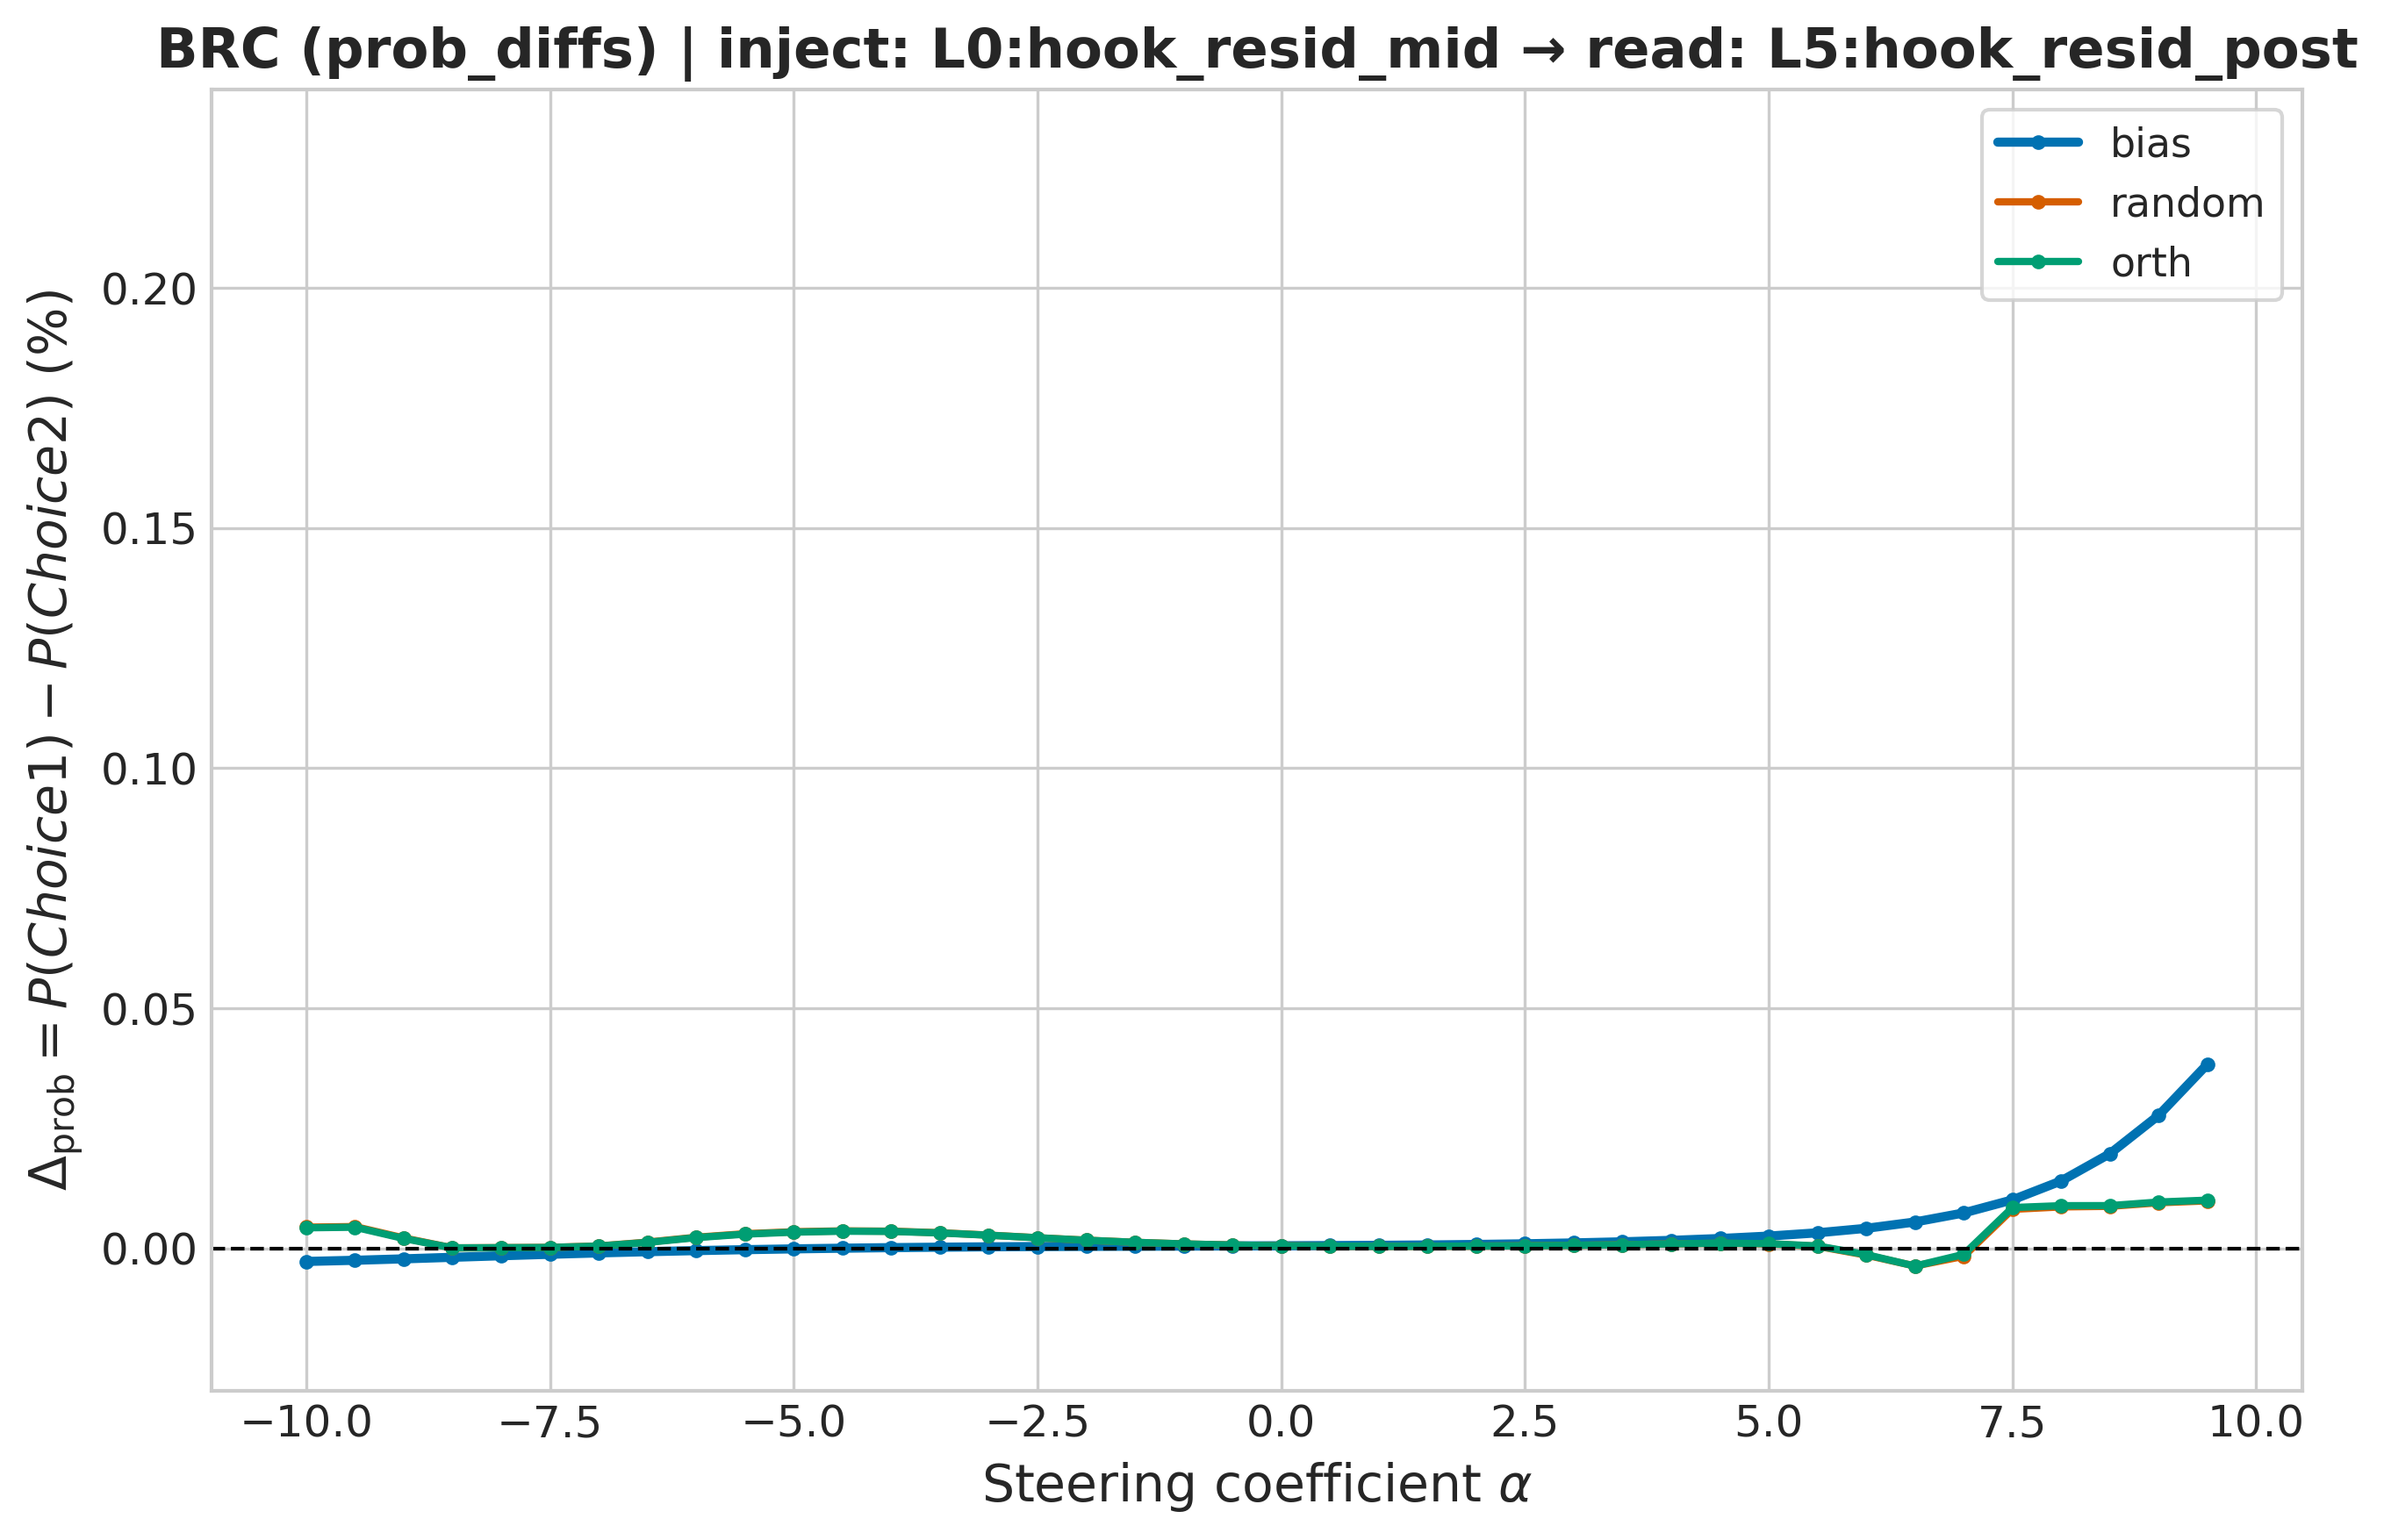 BRC (prob_diffs) | inject: L0:hook_resid_mid → read: L5:hook_resid_post
bias
random
orth
Δprob = P(Choice1) − P(Choice2) (%)
0.20
0.15
0.10
0.05
0.00
−10.0 −7.5 −5.0 −2.5 0.0 2.5 5.0 7.5 10.0
Steering coefficient α